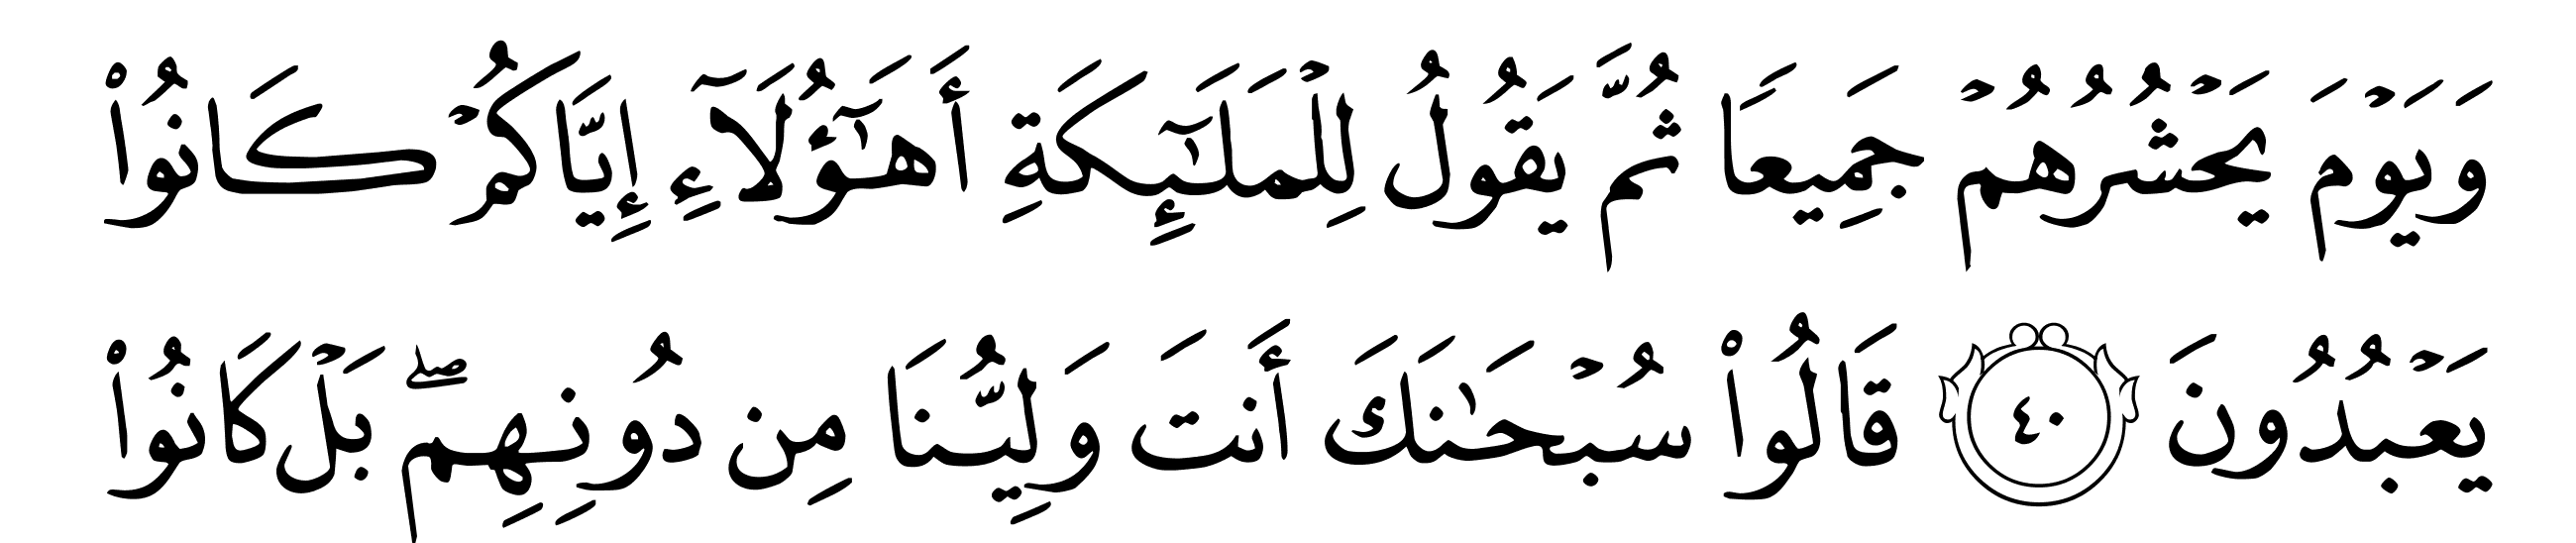 وَيَوۡمَ يَحۡشُرُهُمۡ جَمِيعٗا ثُمَّ يَقُولُ لِلۡمَلَٰٓئِكَةِ أَهَٰٓؤُلَآءِ إِيَّاكُمۡ كَانُواْ
يَعۡبُدُونَ ٤٠ قَالُواْ سُبۡحَٰنَكَ أَنتَ وَلِيُّنَا مِن دُونِهِمۖ بَلۡ كَانُواْ